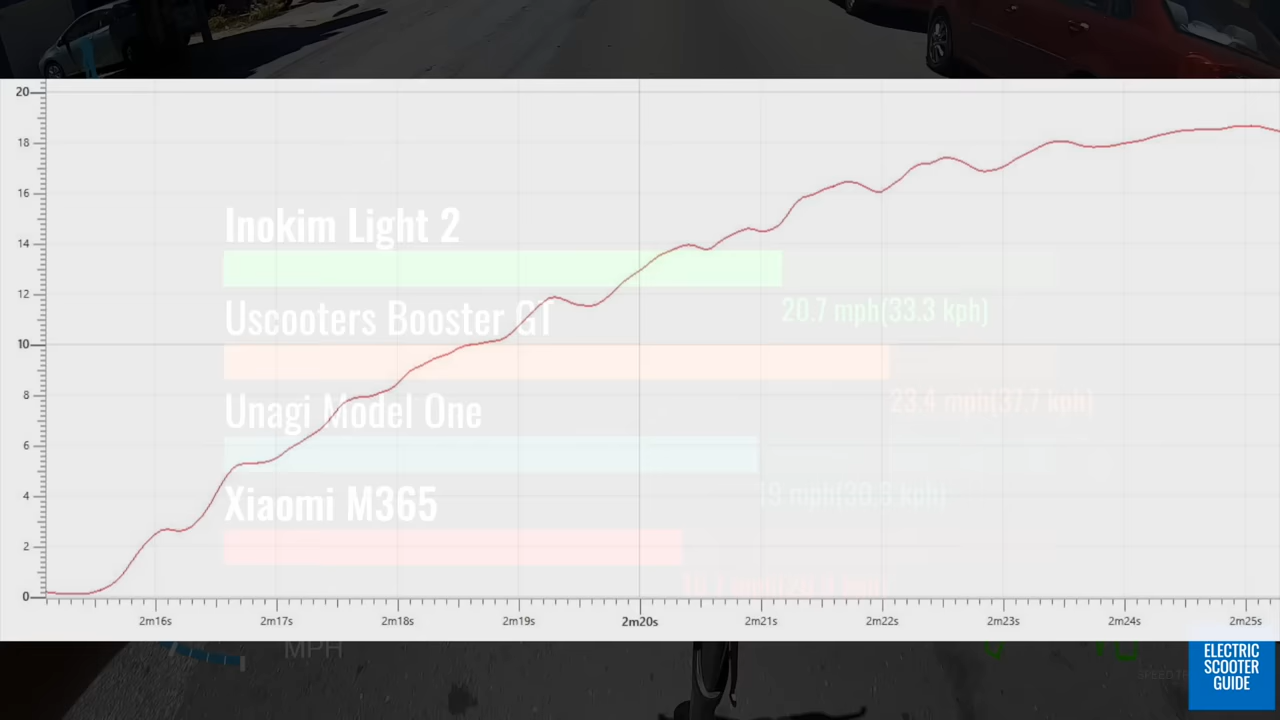 20
18
16
14
12
10
8
6
4
2
0
Inokim Light 2
20.7 mph(33.3 kph)
Uscooters Booster GT
23.4 mph(37.7 kph)
Unagi Model One
19 mph(30.3 kph)
Xiaomi M365
2m16s 2m17s 2m18s 2m19s 2m20s 2m21s 2m22s 2m23s 2m24s 2m25s
MPH
ELECTRIC
SCOOTER
GUIDE